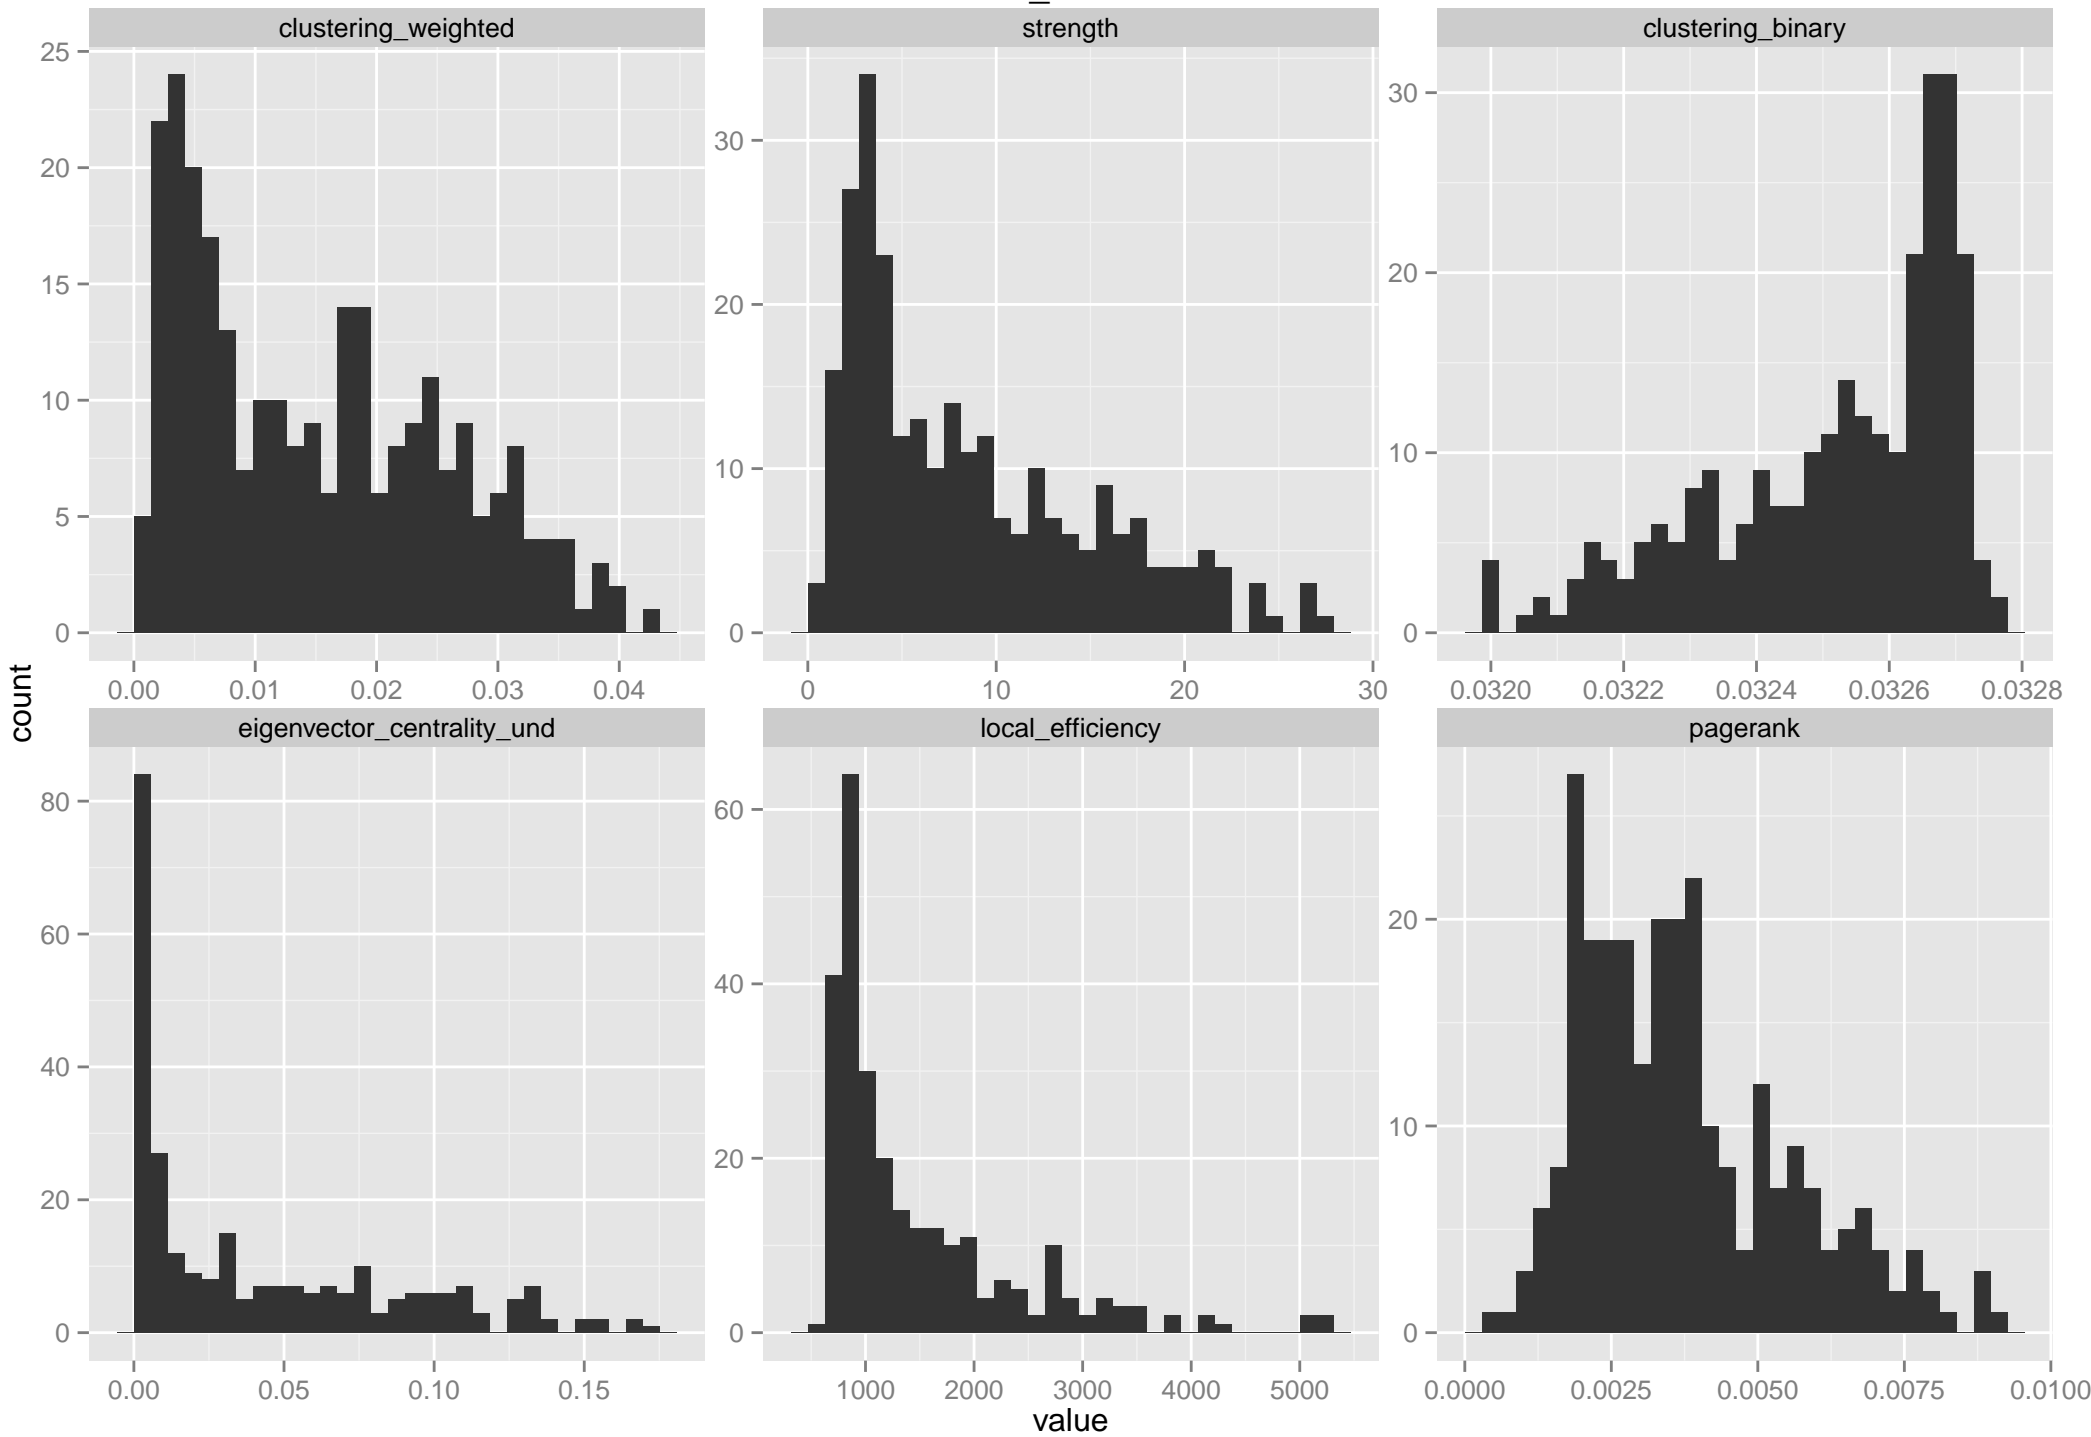 clustering_weighted
strength
clustering_binary
25
20
15
10
5
0
0.00 0.01 0.02 0.03 0.04
30
20
10
0
0 10 20 30
30
20
10
0
0.0320 0.0322 0.0324 0.0326 0.0328
count
eigenvector_centrality_und
local_efficiency
pagerank
80
60
40
20
0
0.00 0.05 0.10 0.15
60
40
20
0
1000 2000 3000 4000 5000
20
10
0
0.0000 0.0025 0.0050 0.0075 0.0100
value